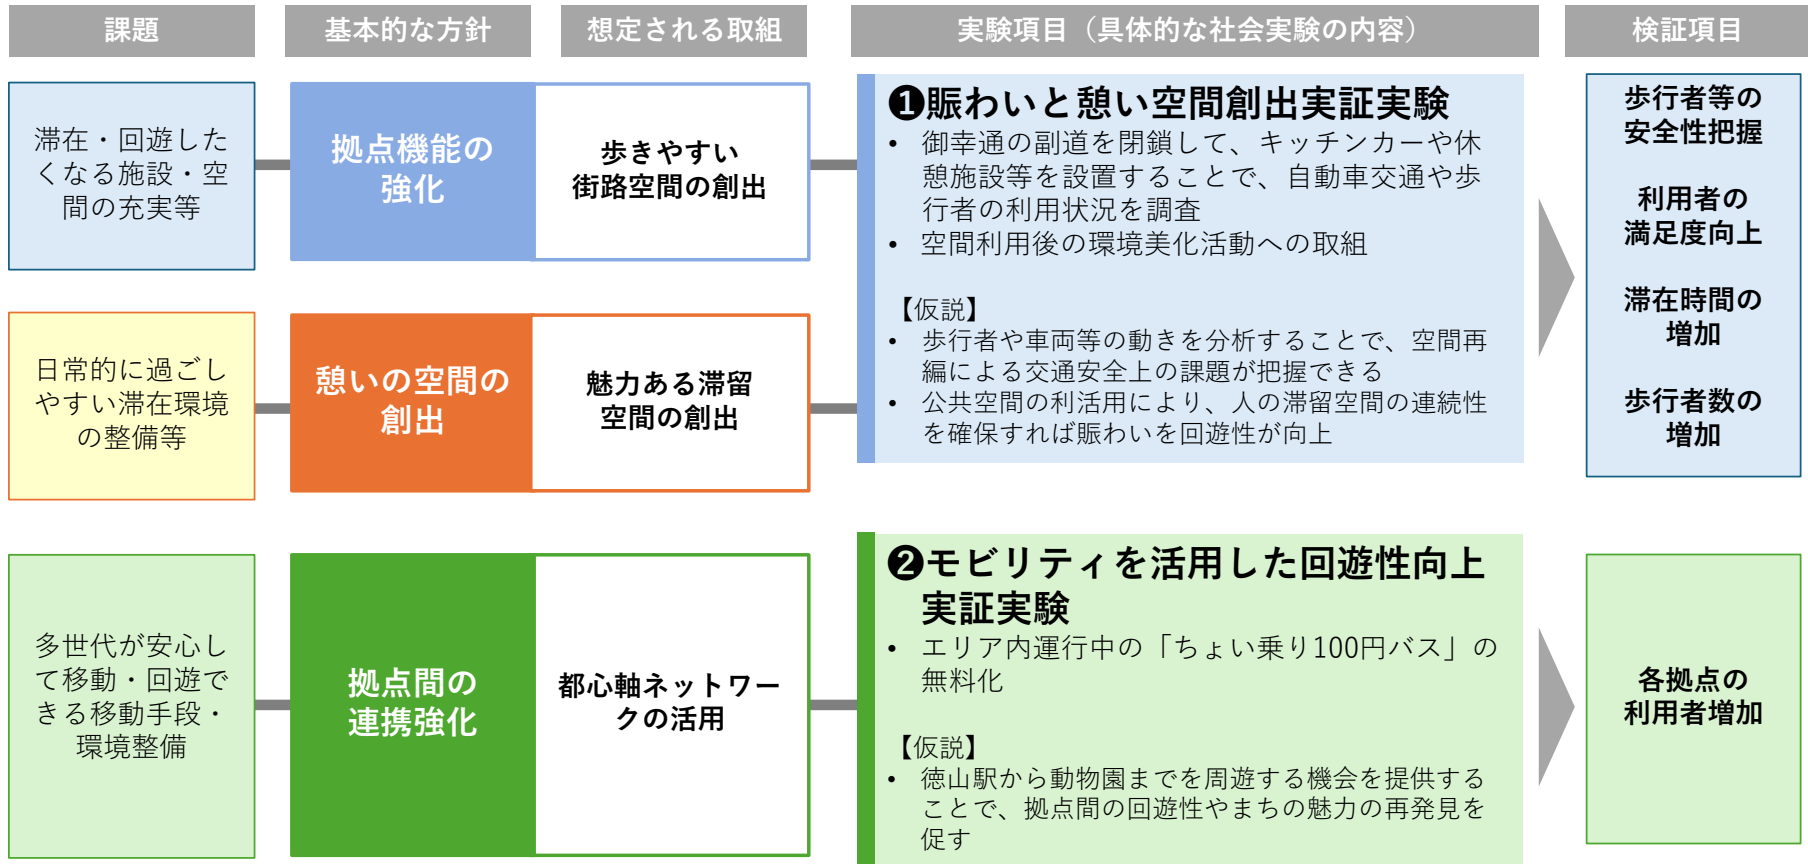 課題
基本的な方針
想定される取組
実験項目（具体的な社会実験の内容）
検証項目
滞在・回遊した
くなる施設・空
間の充実等
拠点機能の
強化
歩きやすい
街路空間の創出
日常的に過ごし
やすい滞在環境
の整備等
憩いの空間の
創出
魅力ある滞留
空間の創出
❶賑わいと憩い空間創出実証実験
• 御幸通の副道を閉鎖して、キッチンカーや休
憩施設等を設置することで、自動車交通や歩
行者の利用状況を調査
• 空間利用後の環境美化活動への取組
【仮説】
• 歩行者や車両等の動きを分析することで、空間再
編による交通安全上の課題が把握できる
• 公共空間の利活用により、人の滞留空間の連続性
を確保すれば賑わいを回遊性が向上
歩行者等の
安全性把握
利用者の
満足度向上
滞在時間の
増加
歩行者数の
増加
多世代が安心し
て移動・回遊で
きる移動手段・
環境整備
拠点間の
連携強化
都心軸ネットワー
クの活用
❷モビリティを活用した回遊性向上
実証実験
• エリア内運行中の「ちょい乗り100円バス」の
無料化
【仮説】
• 徳山駅から動物園までを周遊する機会を提供する
ことで、拠点間の回遊性やまちの魅力の再発見を
促す
各拠点の
利用者増加